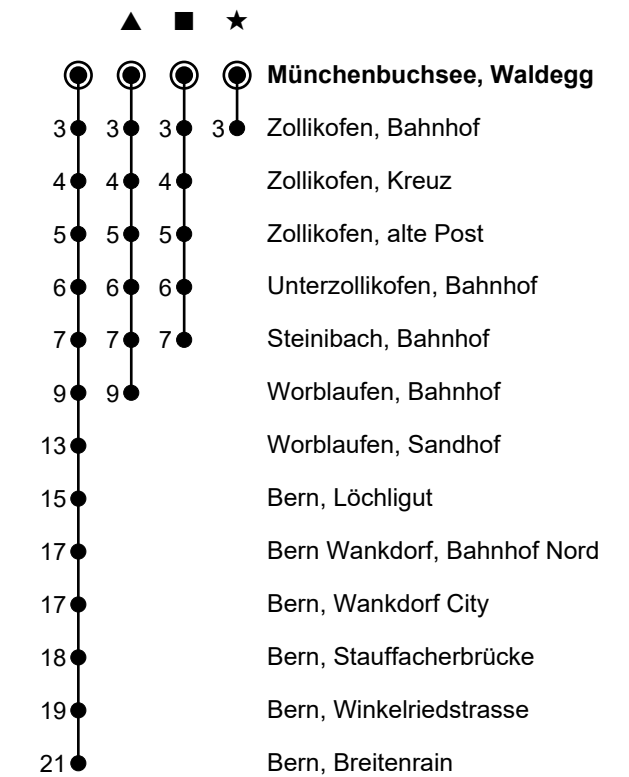 ▲ ■ ★
Münchenbuchsee, Waldegg
3 3 3 3 Zollikofen, Bahnhof
4 4 4 Zollikofen, Kreuz
5 5 5 Zollikofen, alte Post
6 6 6 Unterzollikofen, Bahnhof
7 7 7 Steinibach, Bahnhof
9 9 Worblaufen, Bahnhof
13 Worblaufen, Sandhof
15 Bern, Löchligut
17 Bern Wankdorf, Bahnhof Nord
17 Bern, Wankdorf City
18 Bern, Stauffacherbrücke
19 Bern, Winkelriedstrasse
21 Bern, Breitenrain